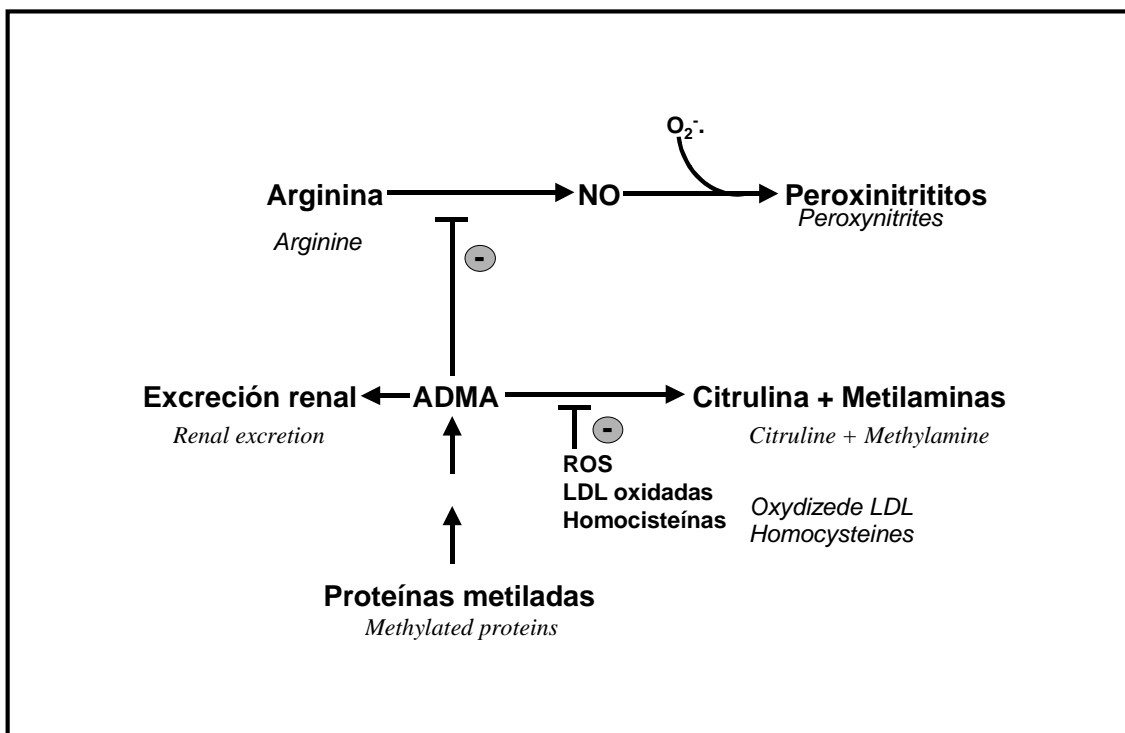 O₂⁻·
Arginina NO Peroxinitrititos
Arginine Peroxynitrites
-
Excreción renal ADMA Citrulina + Metilaminas
Renal excretion Citruline + Methylamine
-
ROS
LDL oxidadas Oxydizede LDL
Homocisteínas Homocysteines
Proteínas metiladas
Methylated proteins